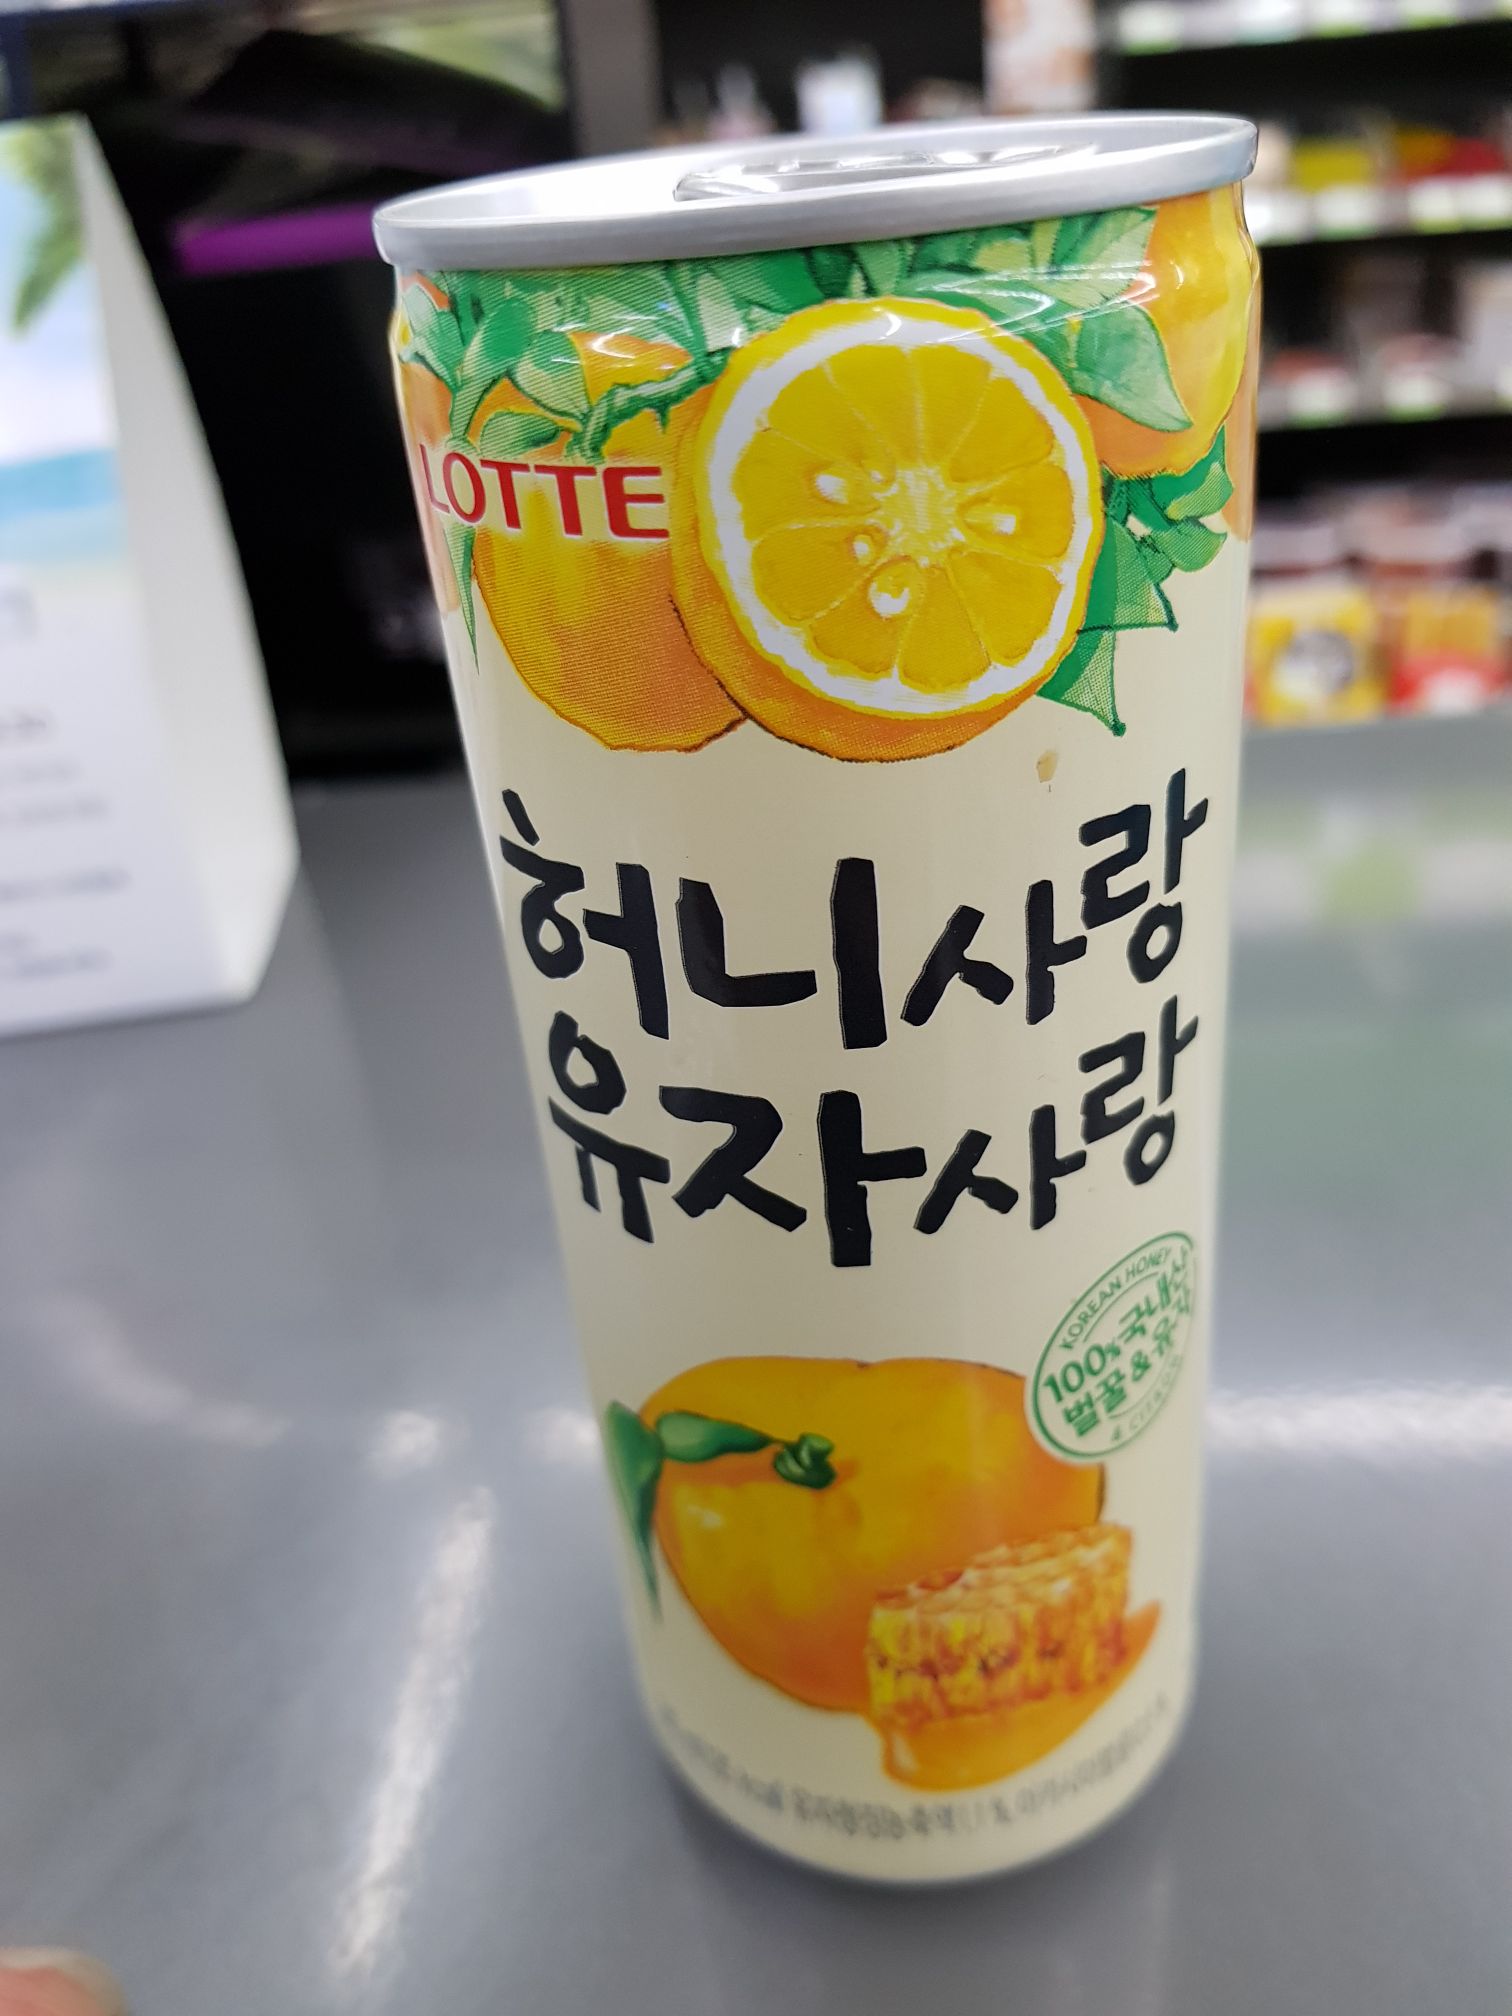 LOTTE
허니사랑
유자사랑
KOREAN HONEY
100% 국내산
벌꿀 & 유자
& CITRON